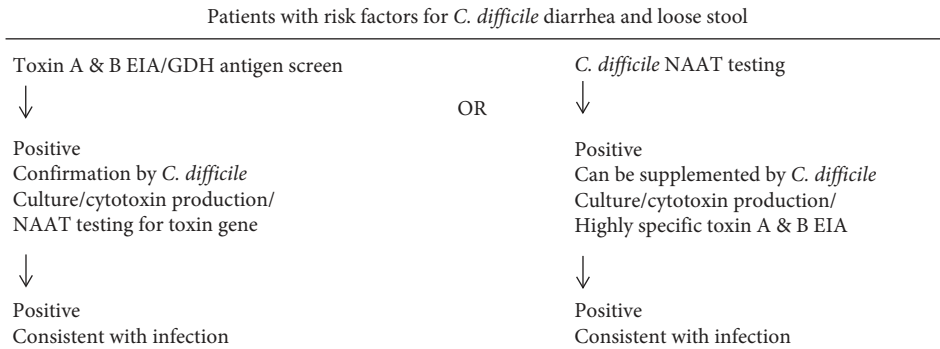 Patients with risk factors for C. difficile diarrhea and loose stool
Toxin A & B EIA/GDH antigen screen
Positive
Confirmation by C. difficile
Culture/cytotoxin production/
NAAT testing for toxin gene
Positive
Consistent with infection
OR
C. difficile NAAT testing
Positive
Can be supplemented by C. difficile
Culture/cytotoxin production/
Highly specific toxin A & B EIA
Positive
Consistent with infection